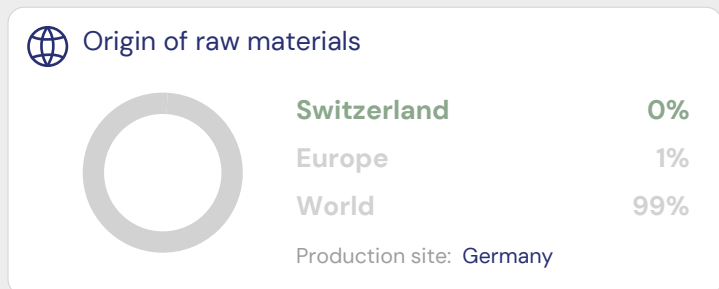 Origin of raw materials
Switzerland 0%
Europe 1%
World 99%
Production site: Germany